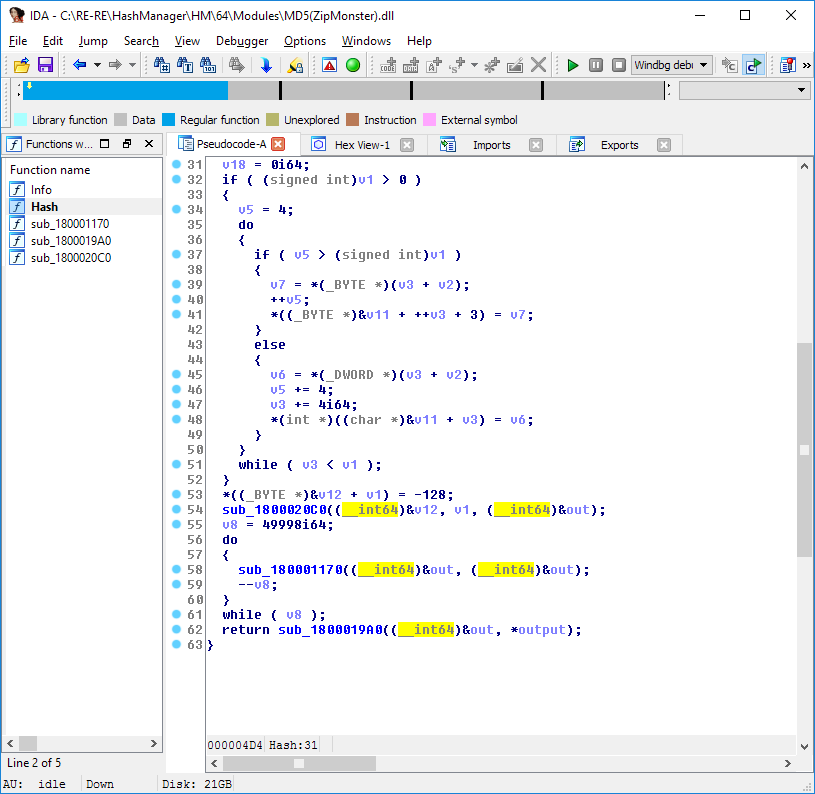 IDA - C:\RE-RE\HashManager\HM\64\Modules\MD5(ZipMonster).dll
File Edit Jump Search View Debugger Options Windows Help
Windbg debu
Library function Data Regular function Unexplored Instruction External symbol
Functions w...
Pseudocode-A Hex View-1 Imports Exports
Function name
Info
Hash
sub_180001170
sub_1800019A0
sub_1800020C0
31 v18 = 0i64;
32 if ( (signed int)v1 > 0 )
33 {
34 v5 = 4;
35 do
36 {
37 if ( v5 > (signed int)v1 )
38 {
39 v7 = *(_BYTE *)(v3 + v2);
40 ++v5;
41 *((_BYTE *)&v11 + ++v3 + 3) = v7;
42 }
43 else
44 {
45 v6 = *(_DWORD *)(v3 + v2);
46 v5 += 4;
47 v3 += 4i64;
48 *(int *)((char *)&v11 + v3) = v6;
49 }
50 }
51 while ( v3 < v1 );
52 }
53 *((_BYTE *)&v12 + v1) = -128;
54 sub_1800020C0((__int64)&v12, v1, (__int64)&out);
55 v8 = 49998i64;
56 do
57 {
58 sub_180001170((__int64)&out, (__int64)&out);
59 --v8;
60 }
61 while ( v8 );
62 return sub_1800019A0((__int64)&out, *output);
63 }
000004D4 Hash:31
Line 2 of 5
AU: idle Down Disk: 21GB